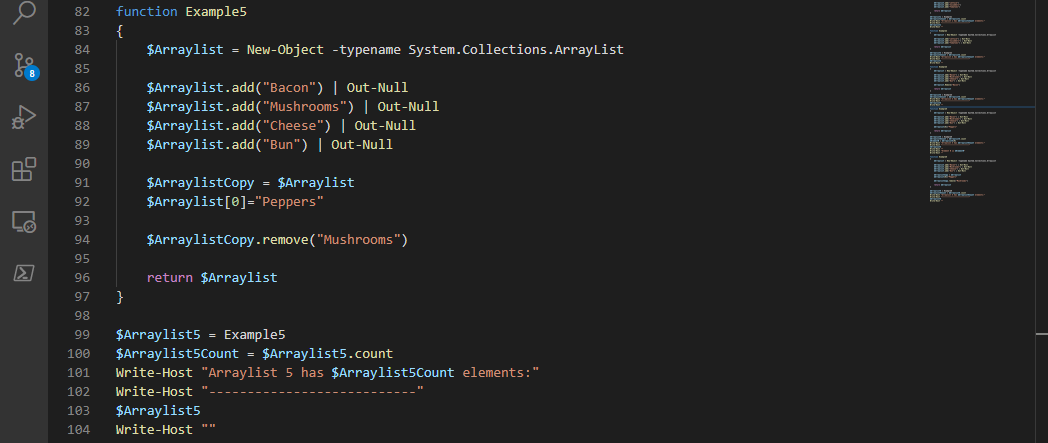 8
82 function Example5
83 {
84     $Arraylist = New-Object -typename System.Collections.ArrayList
85
86     $Arraylist.add("Bacon") | Out-Null
87     $Arraylist.add("Mushrooms") | Out-Null
88     $Arraylist.add("Cheese") | Out-Null
89     $Arraylist.add("Bun") | Out-Null
90
91     $ArraylistCopy = $Arraylist
92     $Arraylist[0]="Peppers"
93
94     $ArraylistCopy.remove("Mushrooms")
95
96     return $Arraylist
97 }
98
99 $Arraylist5 = Example5
100 $Arraylist5Count = $Arraylist5.count
101 Write-Host "Arraylist 5 has $Arraylist5Count elements:"
102 Write-Host "---------------------------"
103 $Arraylist5
104 Write-Host ""